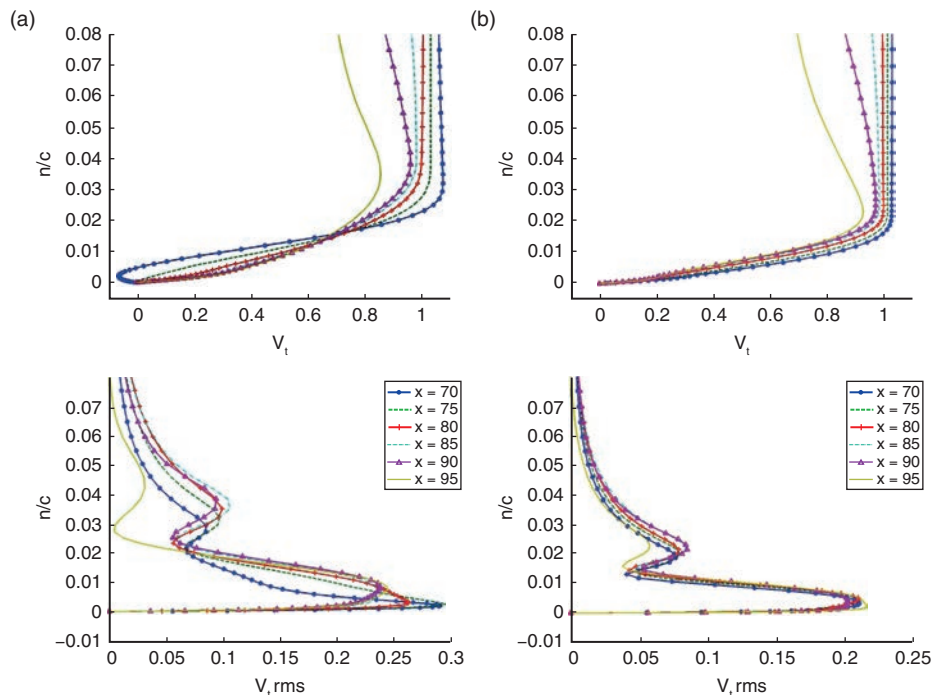 (a)
(b)
0.08
0.07
0.06
0.05
0.04
0.03
0.02
0.01
0
n/c
0 0.2 0.4 0.6 0.8 1
V_t
0.08
0.07
0.06
0.05
0.04
0.03
0.02
0.01
0
n/c
0 0.2 0.4 0.6 0.8 1
V_t
0.07
0.06
0.05
0.04
0.03
0.02
0.01
0
−0.01
n/c
x = 70
x = 75
x = 80
x = 85
x = 90
x = 95
0 0.05 0.1 0.15 0.2 0.25 0.3
V_t rms
0.07
0.06
0.05
0.04
0.03
0.02
0.01
0
−0.01
n/c
x = 70
x = 75
x = 80
x = 85
x = 90
x = 95
0 0.05 0.10 0.15 0.20 0.25
V_t rms